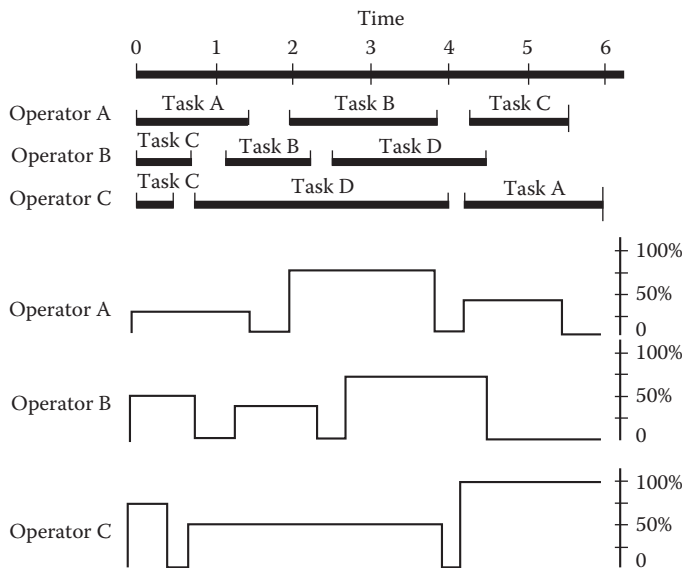 Time
0 1 2 3 4 5 6
Operator A Task A Task B Task C
Operator B Task C Task B Task D
Operator C Task C Task D Task A
100%
Operator A 50%
0
100%
Operator B 50%
0
100%
Operator C 50%
0